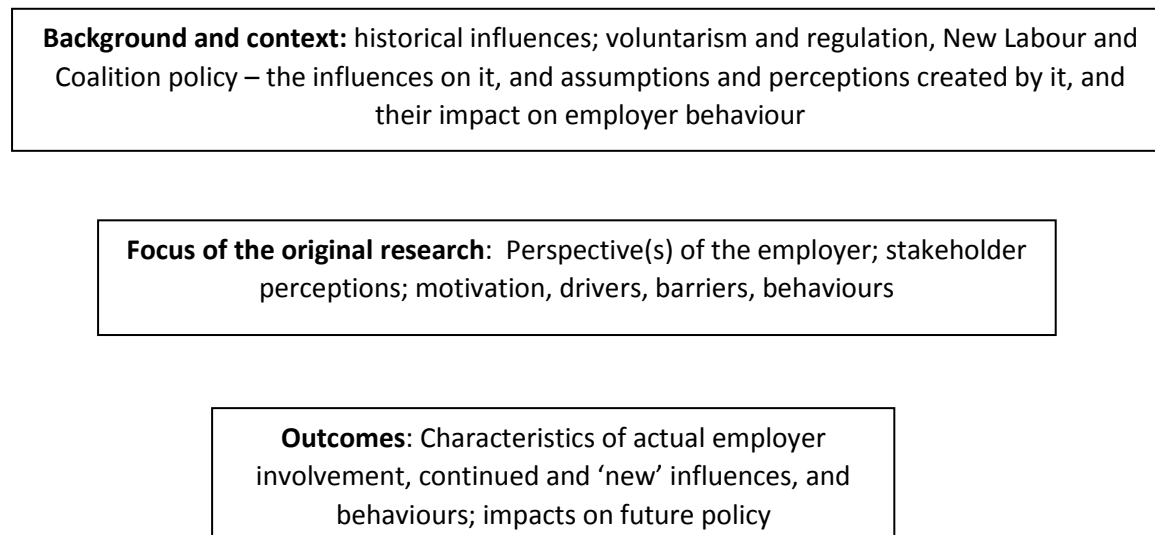 Background and context: historical influences; voluntarism and regulation, New Labour and
Coalition policy – the influences on it, and assumptions and perceptions created by it, and
their impact on employer behaviour
Focus of the original research:  Perspective(s) of the employer; stakeholder
perceptions; motivation, drivers, barriers, behaviours
Outcomes: Characteristics of actual employer
involvement, continued and ‘new’ influences, and
behaviours; impacts on future policy